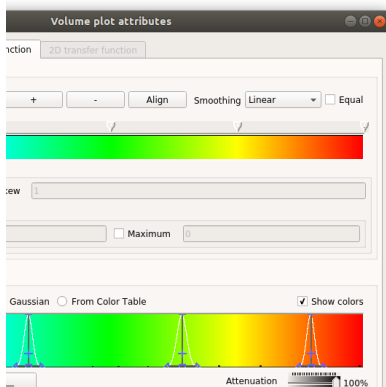 Volume plot attributes
nction 2D transfer function
+ - Align Smoothing Linear Equal
kew 1
Maximum 0
Gaussian From Color Table Show colors
Attenuation 100%